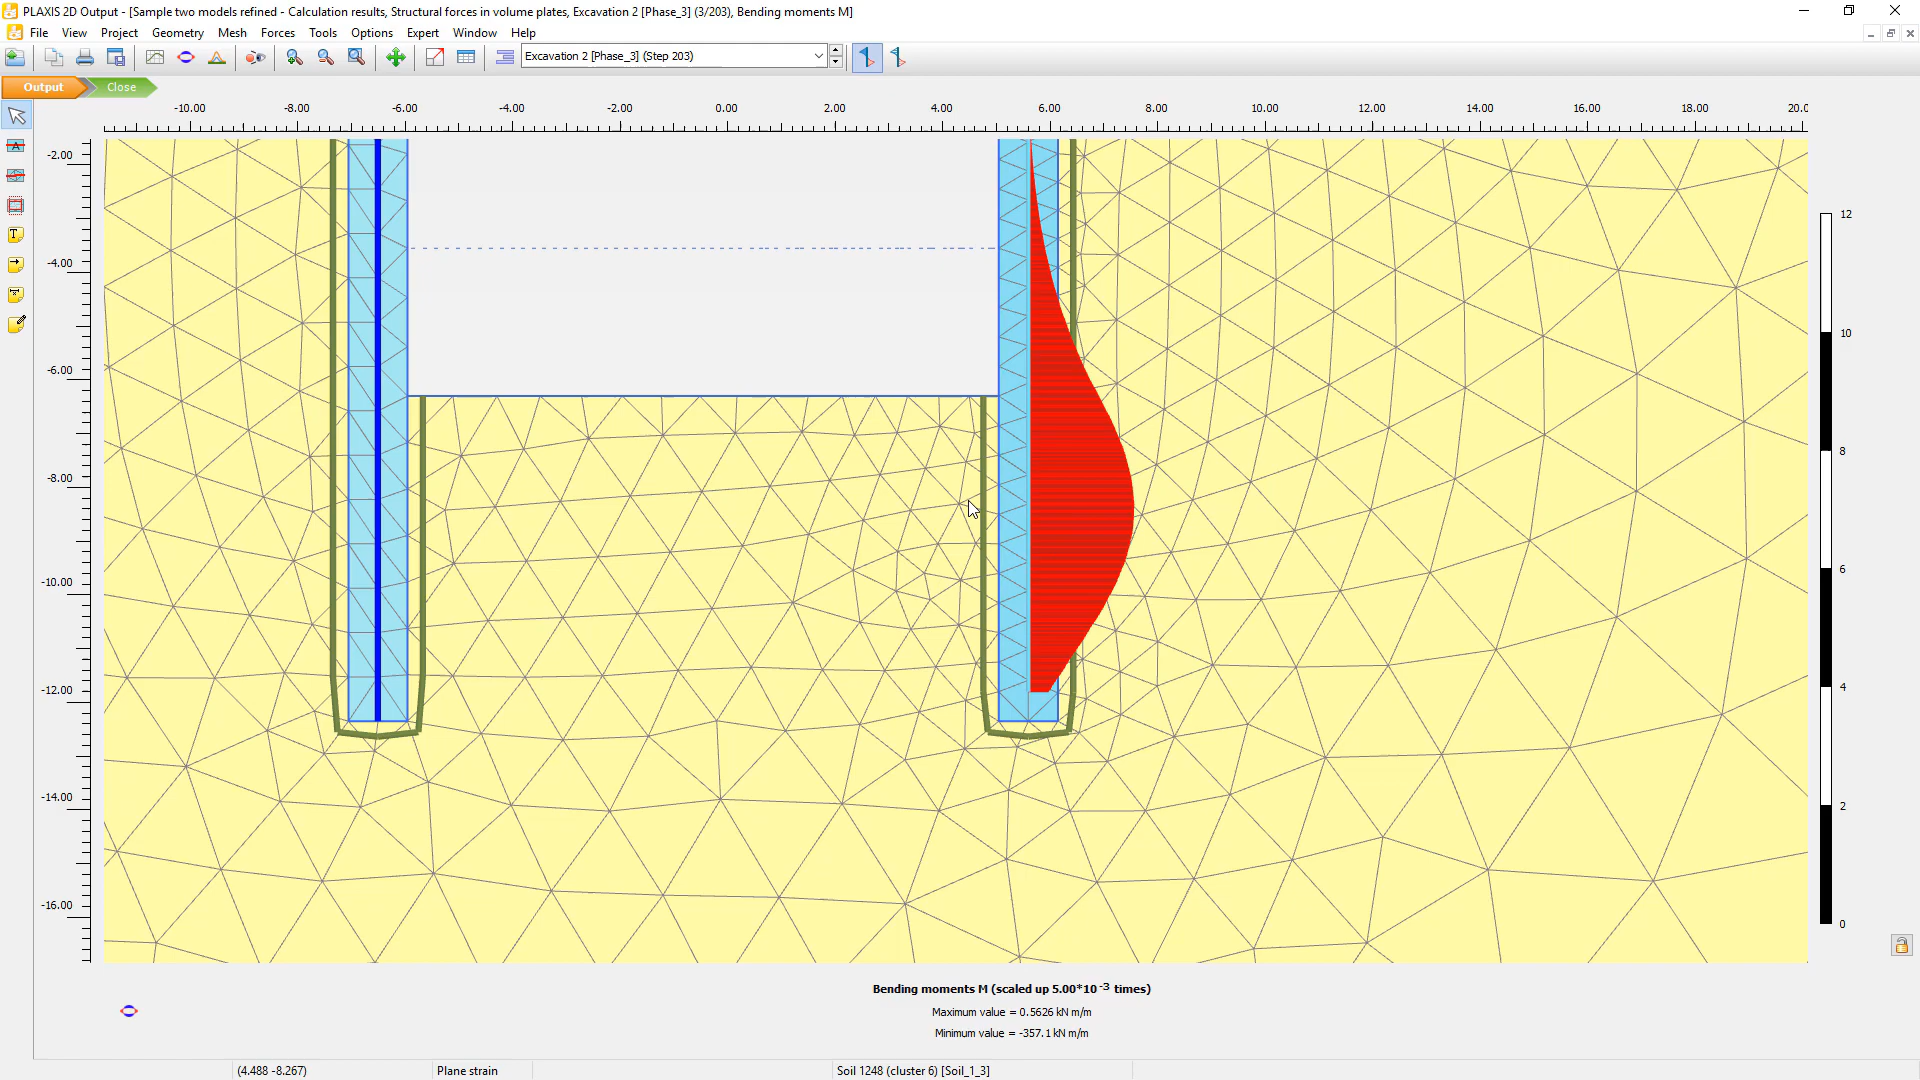 PLAXIS 2D Output - [Sample two models refined - Calculation results, Structural forces in volume plates, Excavation 2 [Phase_3] (3/203), Bending moments M]
File View Project Geometry Mesh Forces Tools Options Expert Window Help
Excavation 2 [Phase_3] (Step 203)
Output Close
-10.00 -8.00 -6.00 -4.00 -2.00 0.00 2.00 4.00 6.00 8.00 10.00 12.00 14.00 16.00 18.00 20.0
-2.00
A
12
T
-4.00
10
-6.00
8
-8.00
6
-10.00
4
-12.00
2
-14.00
-16.00
0
Bending moments M (scaled up 5.00*10⁻³ times)
Maximum value = 0.5626 kN m/m
Minimum value = -357.1 kN m/m
(4.488 -8.267) Plane strain Soil 1248 (cluster 6) [Soil_1_3]